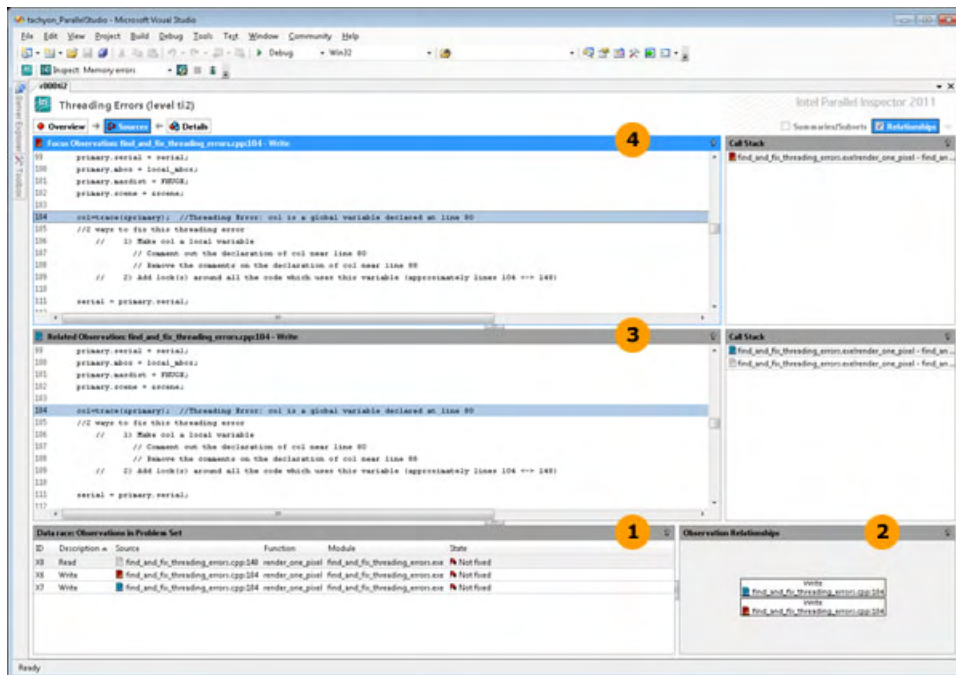 tachyon_ParallelStudio - Microsoft Visual Studio
File Edit View Project Build Debug Tools Test Window Community Help
Debug Win32
Inspect: Memory errors
r000ti2
Server Explorer
Toolbox
Threading Errors (level ti2)
Intel Parallel Inspector 2011
Overview Sources Details
Summaries/Subsets Relationships
Focus Observation: find_and_fix_threading_errors.cpp:104 - Write
4
Call Stack
find_and_fix_threading_errors.exe!render_one_pixel - find_an ...
99 primary.serial = serial;
100 primary.mbox = local_mbox;
101 primary.maxdist = FHUGE;
102 primary.scene = &scene;
103
104 col=trace(&primary); //Threading Error: col is a global variable declared at line 80
105 //2 ways to fix this threading error
106 // 1) Make col a local variable
107 // Comment out the declaration of col near line 80
108 // Remove the comments on the declaration of col near line 88
109 // 2) Add lock(s) around all the code which uses this variable (approximately lines 104 <--> 148)
110
111 serial = primary.serial;
Related Observation: find_and_fix_threading_errors.cpp:104 - Write
3
Call Stack
find_and_fix_threading_errors.exe!render_one_pixel - find_an ...
find_and_fix_threading_errors.exe!render_one_pixel - find_an ...
99 primary.serial = serial;
100 primary.mbox = local_mbox;
101 primary.maxdist = FHUGE;
102 primary.scene = &scene;
103
104 col=trace(&primary); //Threading Error: col is a global variable declared at line 80
105 //2 ways to fix this threading error
106 // 1) Make col a local variable
107 // Comment out the declaration of col near line 80
108 // Remove the comments on the declaration of col near line 88
109 // 2) Add lock(s) around all the code which uses this variable (approximately lines 104 <--> 148)
110
111 serial = primary.serial;
112
Data race: Observations in Problem Set
1
Observation Relationships
2
ID Description Source Function Module State
X8 Read find_and_fix_threading_errors.cpp:148 render_one_pixel find_and_fix_threading_errors.exe Not fixed
X6 Write find_and_fix_threading_errors.cpp:104 render_one_pixel find_and_fix_threading_errors.exe Not fixed
X7 Write find_and_fix_threading_errors.cpp:104 render_one_pixel find_and_fix_threading_errors.exe Not fixed
Write
find_and_fix_threading_errors.cpp:104
Write
find_and_fix_threading_errors.cpp:104
Ready